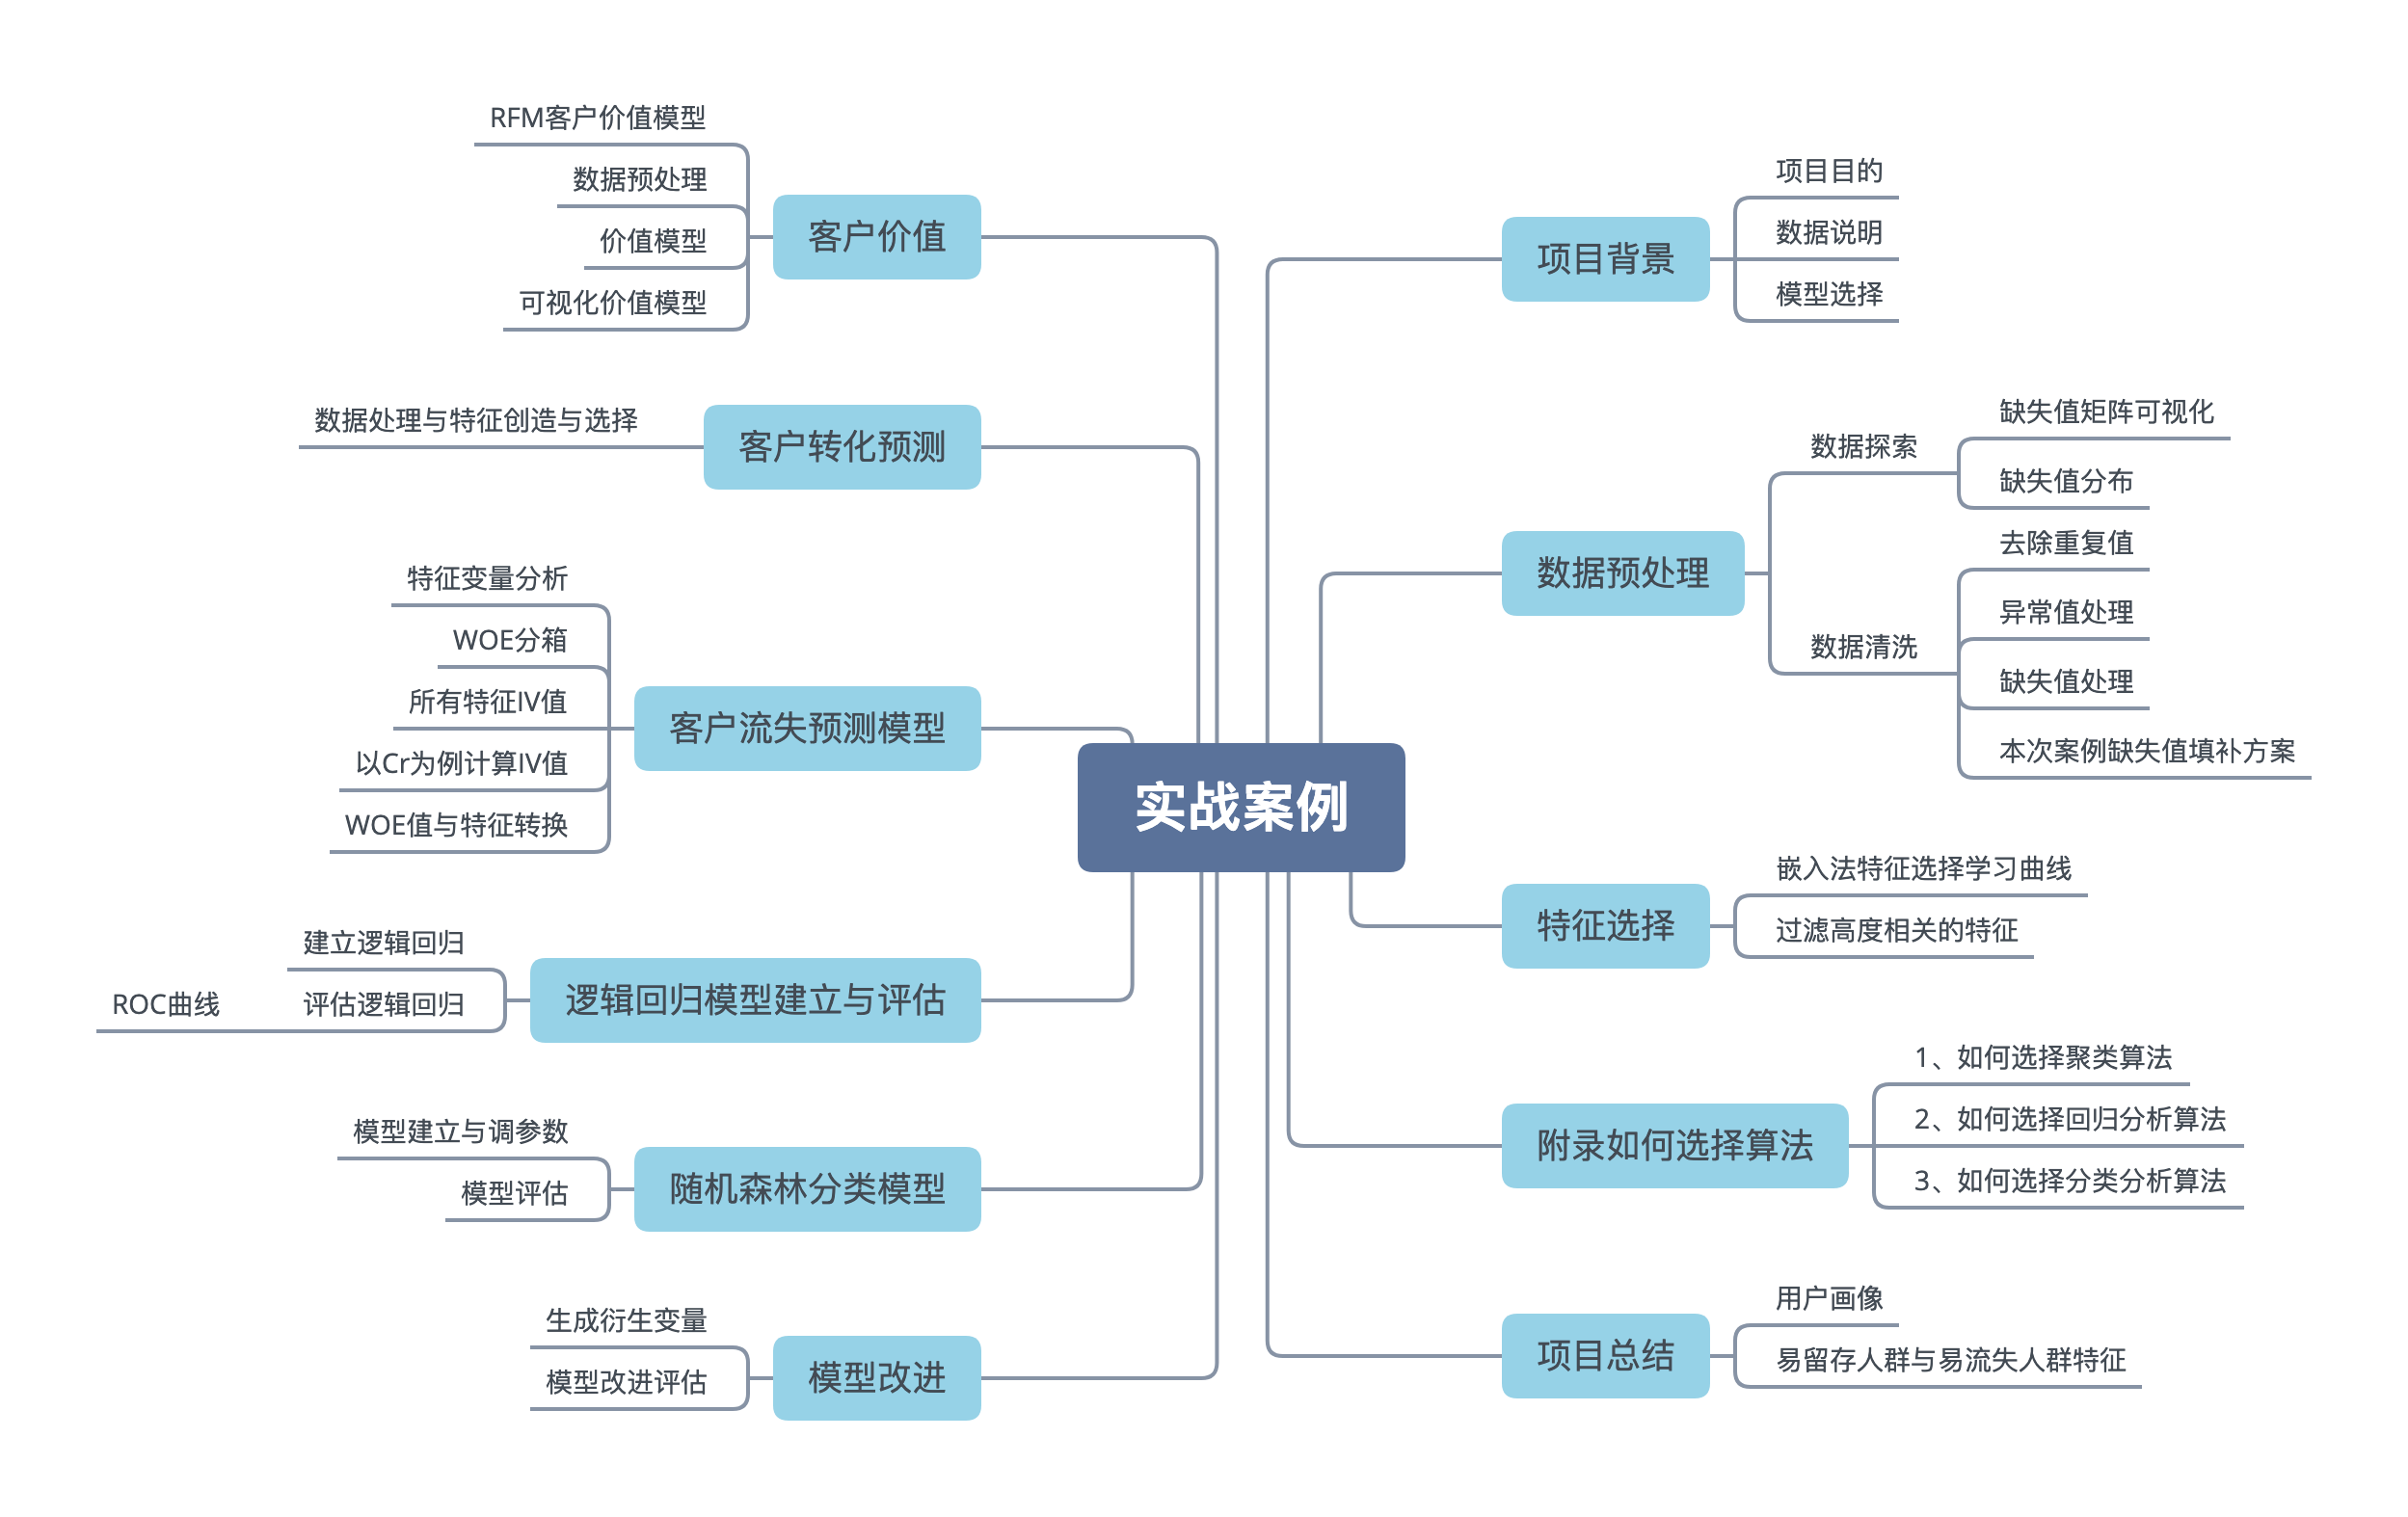 实战案例
项目背景
项目目的
数据说明
模型选择
数据预处理
数据探索
缺失值矩阵可视化
缺失值分布
数据清洗
去除重复值
异常值处理
缺失值处理
本次案例缺失值填补方案
特征选择
嵌入法特征选择学习曲线
过滤高度相关的特征
附录如何选择算法
1、如何选择聚类算法
2、如何选择回归分析算法
3、如何选择分类分析算法
项目总结
用户画像
易留存人群与易流失人群特征
客户价值
RFM客户价值模型
数据预处理
价值模型
可视化价值模型
客户转化预测
数据处理与特征创造与选择
客户流失预测模型
特征变量分析
WOE分箱
所有特征IV值
以Cr为例计算IV值
WOE值与特征转换
逻辑回归模型建立与评估
建立逻辑回归
评估逻辑回归
ROC曲线
随机森林分类模型
模型建立与调参数
模型评估
模型改进
生成衍生变量
模型改进评估